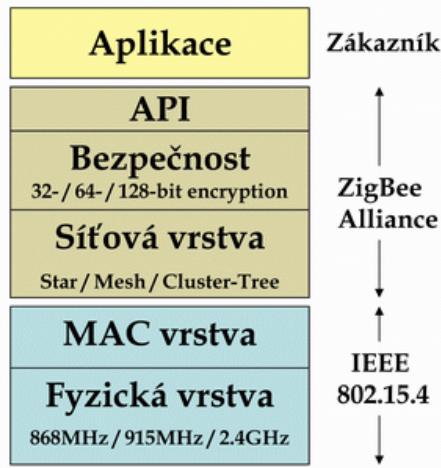 Aplikace
Zákazník
API
Bezpečnost
32- / 64- / 128-bit encryption
Síťová vrstva
Star / Mesh / Cluster-Tree
ZigBee
Alliance
MAC vrstva
Fyzická vrstva
868MHz / 915MHz / 2.4GHz
IEEE
802.15.4